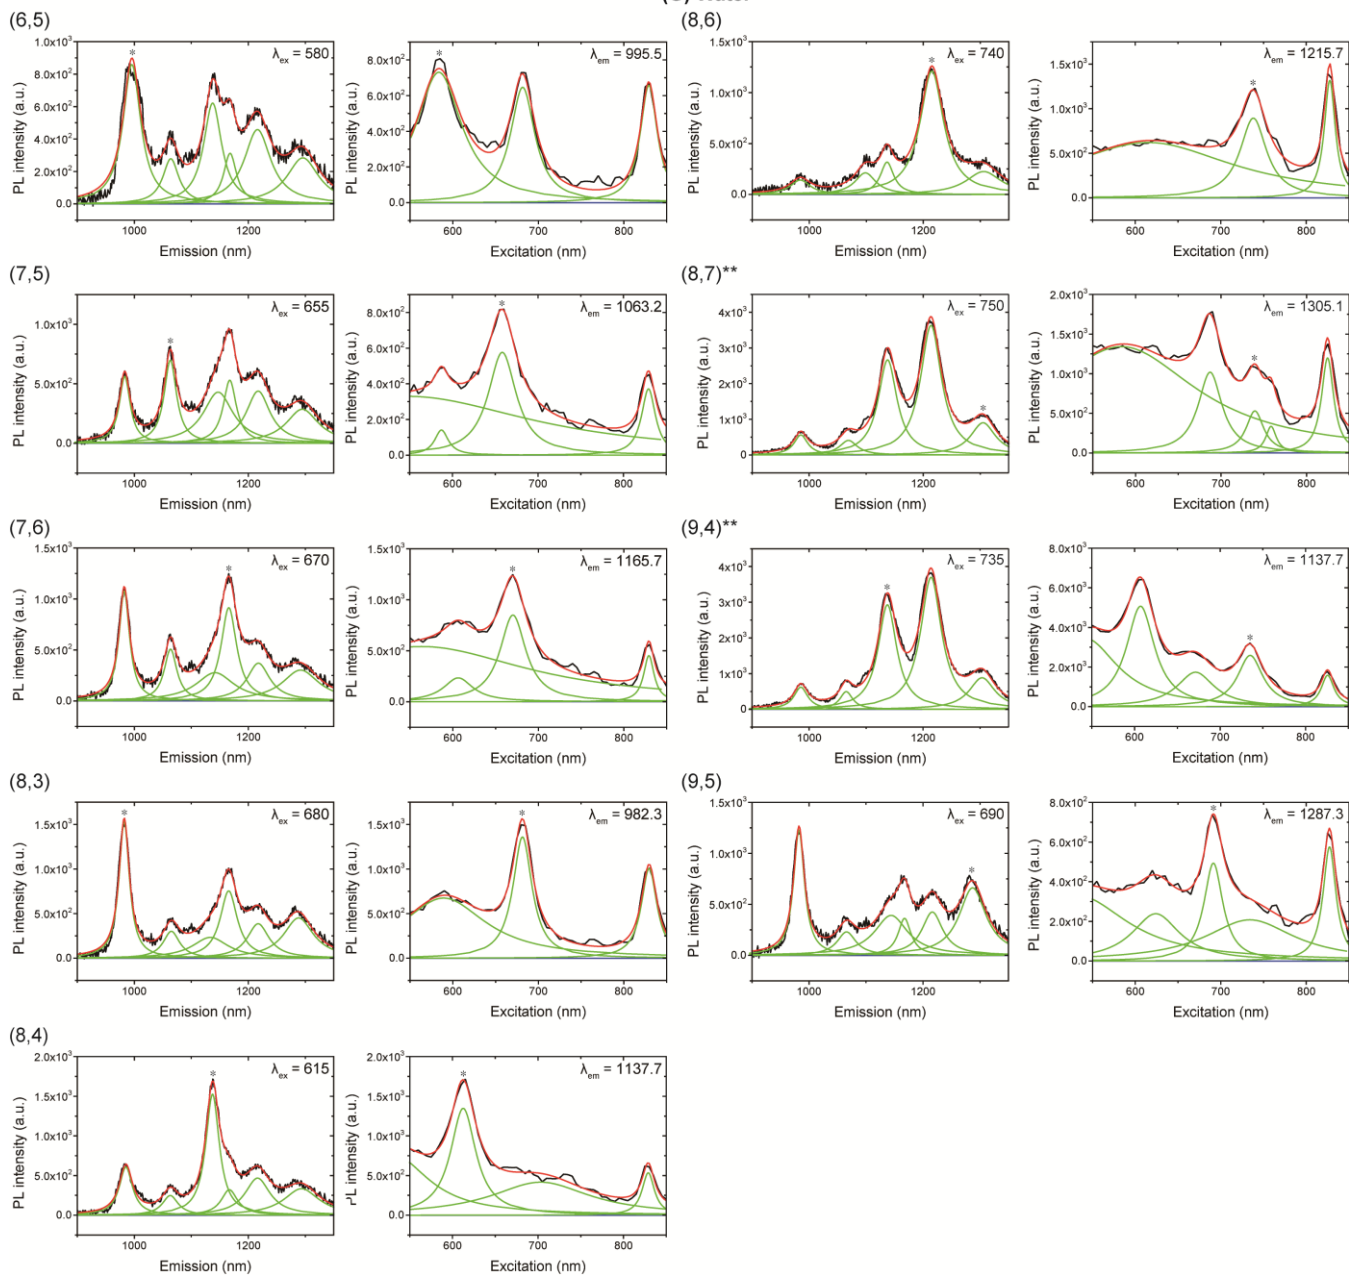 (6,5)
λex = 580
1.0x10³
8.0x10²
6.0x10²
4.0x10²
2.0x10²
0.0
PL intensity (a.u.)
1000
1200
Emission (nm)
*
λem = 995.5
8.0x10²
6.0x10²
4.0x10²
2.0x10²
0.0
PL intensity (a.u.)
600
700
800
Excitation (nm)
*
(8,6)
λex = 740
1.5x10³
1.0x10³
5.0x10²
0.0
PL intensity (a.u.)
1000
1200
Emission (nm)
*
λem = 1215.7
1.5x10³
1.0x10³
5.0x10²
0.0
PL intensity (a.u.)
600
700
800
Excitation (nm)
*
(7,5)
λex = 655
1.0x10³
5.0x10²
0.0
PL intensity (a.u.)
1000
1200
Emission (nm)
*
λem = 1063.2
8.0x10²
6.0x10²
4.0x10²
2.0x10²
0.0
PL intensity (a.u.)
600
700
800
Excitation (nm)
*
(8,7)**
λex = 750
4x10³
3x10³
2x10³
1x10³
0
PL intensity (a.u.)
1000
1200
Emission (nm)
*
λem = 1305.1
2.0x10³
1.5x10³
1.0x10³
5.0x10²
0.0
PL intensity (a.u.)
600
700
800
Excitation (nm)
*
(7,6)
λex = 670
1.5x10³
1.0x10³
5.0x10²
0.0
PL intensity (a.u.)
1000
1200
Emission (nm)
*
λem = 1165.7
1.5x10³
1.0x10³
5.0x10²
0.0
PL intensity (a.u.)
600
700
800
Excitation (nm)
*
(9,4)**
λex = 735
4x10³
3x10³
2x10³
1x10³
0
PL intensity (a.u.)
1000
1200
Emission (nm)
*
λem = 1137.7
8.0x10³
6.0x10³
4.0x10³
2.0x10³
0.0
PL intensity (a.u.)
600
700
800
Excitation (nm)
*
(8,3)
λex = 680
1.5x10³
1.0x10³
5.0x10²
0.0
PL intensity (a.u.)
1000
1200
Emission (nm)
*
λem = 982.3
1.5x10³
1.0x10³
5.0x10²
0.0
PL intensity (a.u.)
600
700
800
Excitation (nm)
*
(9,5)
λex = 690
1.5x10³
1.0x10³
5.0x10²
0.0
PL intensity (a.u.)
1000
1200
Emission (nm)
*
λem = 1287.3
8.0x10²
6.0x10²
4.0x10²
2.0x10²
0.0
PL intensity (a.u.)
600
700
800
Excitation (nm)
*
(8,4)
λex = 615
2.0x10³
1.5x10³
1.0x10³
5.0x10²
0.0
PL intensity (a.u.)
1000
1200
Emission (nm)
*
λem = 1137.7
2.0x10³
1.5x10³
1.0x10³
5.0x10²
0.0
PL intensity (a.u.)
600
700
800
Excitation (nm)
*